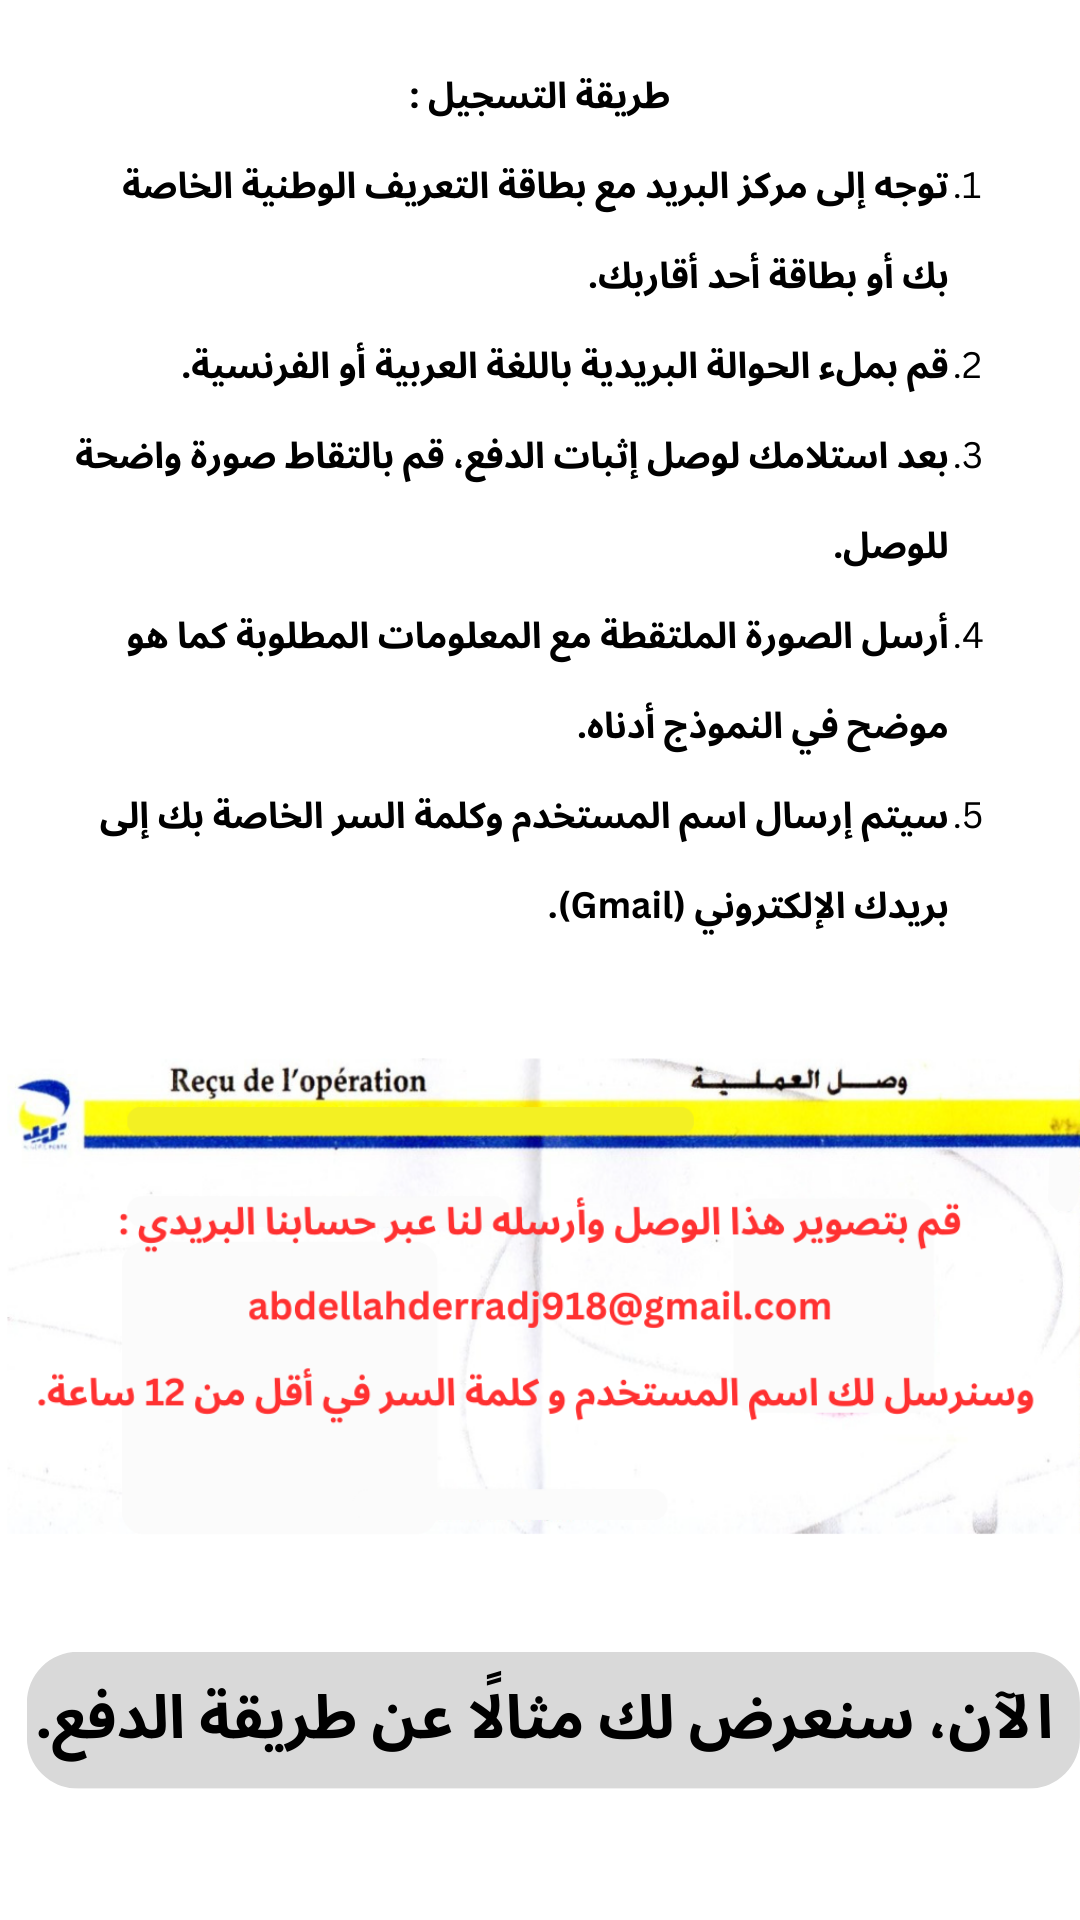 طريقة التسجيل :
1. توجه إلى مركز البريد مع بطاقة التعريف الوطنية الخاصة
بك أو بطاقة أحد أقاربك.
2. قم بملء الحوالة البريدية باللغة العربية أو الفرنسية.
3. بعد استلامك لوصل إثبات الدفع، قم بالتقاط صورة واضحة
للوصل.
4. أرسل الصورة الملتقطة مع المعلومات المطلوبة كما هو
موضح في النموذج أدناه.
5. سيتم إرسال اسم المستخدم وكلمة السر الخاصة بك إلى
بريدك الإلكتروني (Gmail).
Reçu de l'opération
وصل العملية
بريد
قم بتصوير هذا الوصل وأرسله لنا عبر حسابنا البريدي :
abdellahderradj918@gmail.com
وسنرسل لك اسم المستخدم و كلمة السر في أقل من 12 ساعة.
الآن، سنعرض لك مثالًا عن طريقة الدفع.